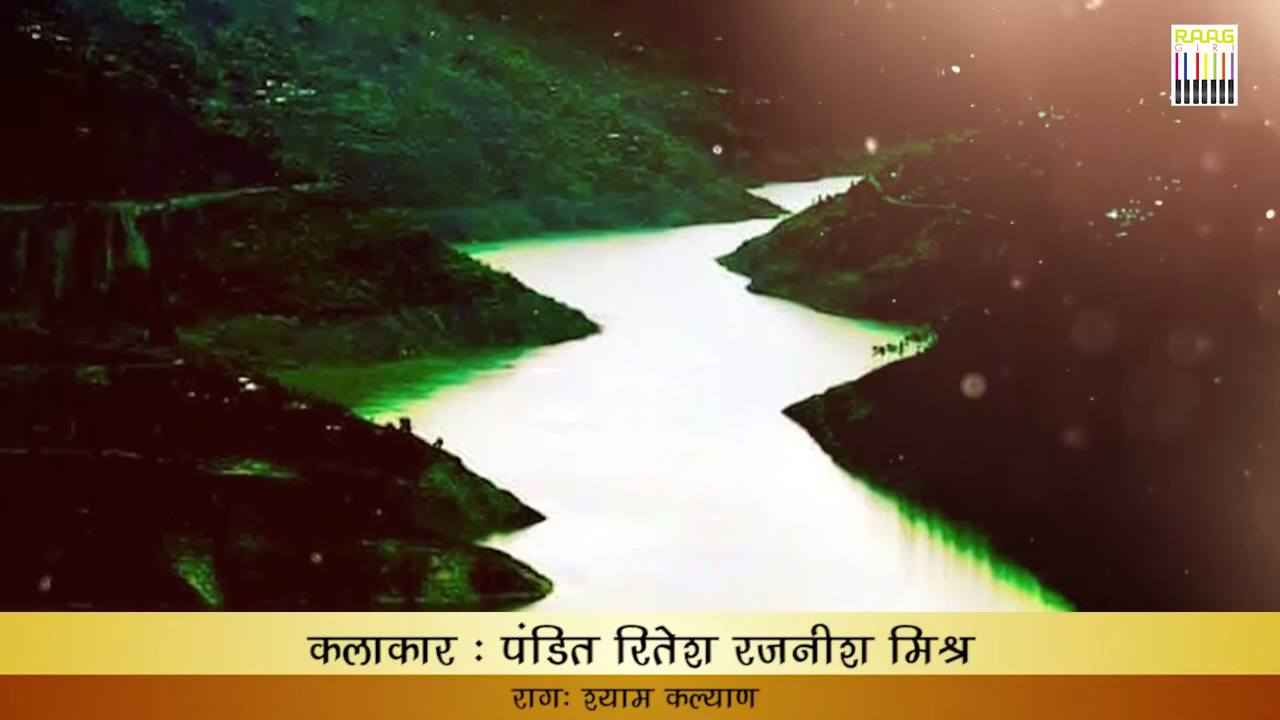 RAAG
GIRI
कलाकार : पंडित रितेश रजनीश मिश्र
रागः श्याम कल्याण